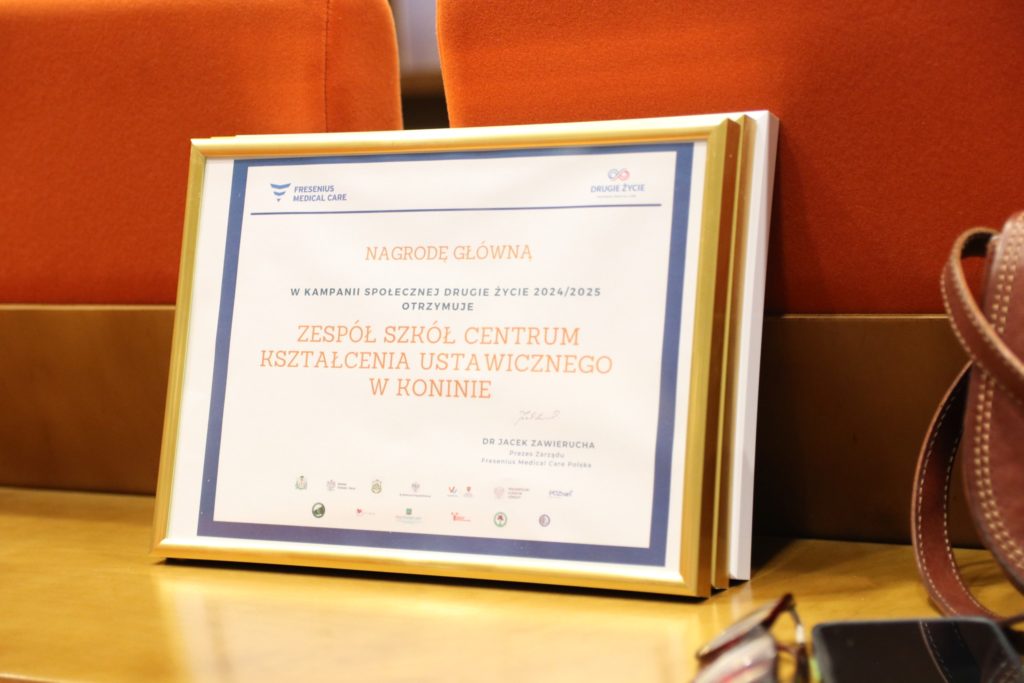 FRESENIUS
MEDICAL CARE
DRUGIE ŻYCIE
NAGRODĘ GŁÓWNA
W KAMPANII SPOŁECZNEJ DRUGIE ŻYCIE 2024/2025
OTRZYMUJE
ZESPÓŁ SZKÓŁ CENTRUM
KSZTAŁCENIA USTAWICZNEGO
W KONINIE
DR JACEK ZAWIERUCHA
Prezes Zarządu
Fresenius Medical Care Polska